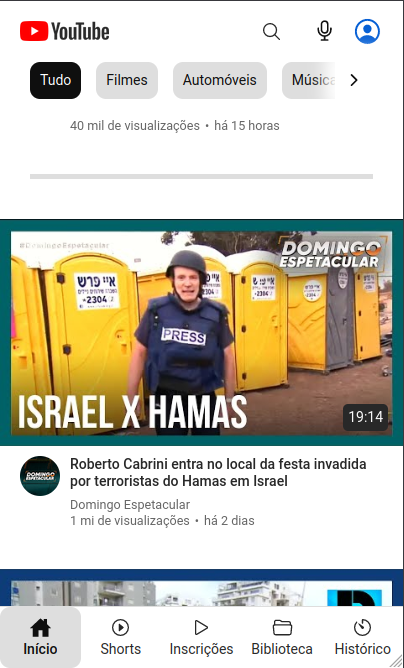 YouTube
Tudo
Filmes
Automóveis
Música
40 mil de visualizações • há 15 horas
#DomingoEspetacular
DOMINGO
ESPETACULAR
איי פרש
*2304
PRESS
ISRAEL X HAMAS
19:14
DOMINGO
ESPETACULAR
Roberto Cabrini entra no local da festa invadida
por terroristas do Hamas em Israel
Domingo Espetacular
1 mi de visualizações • há 2 dias
Início
Shorts
Inscrições
Biblioteca
Histórico